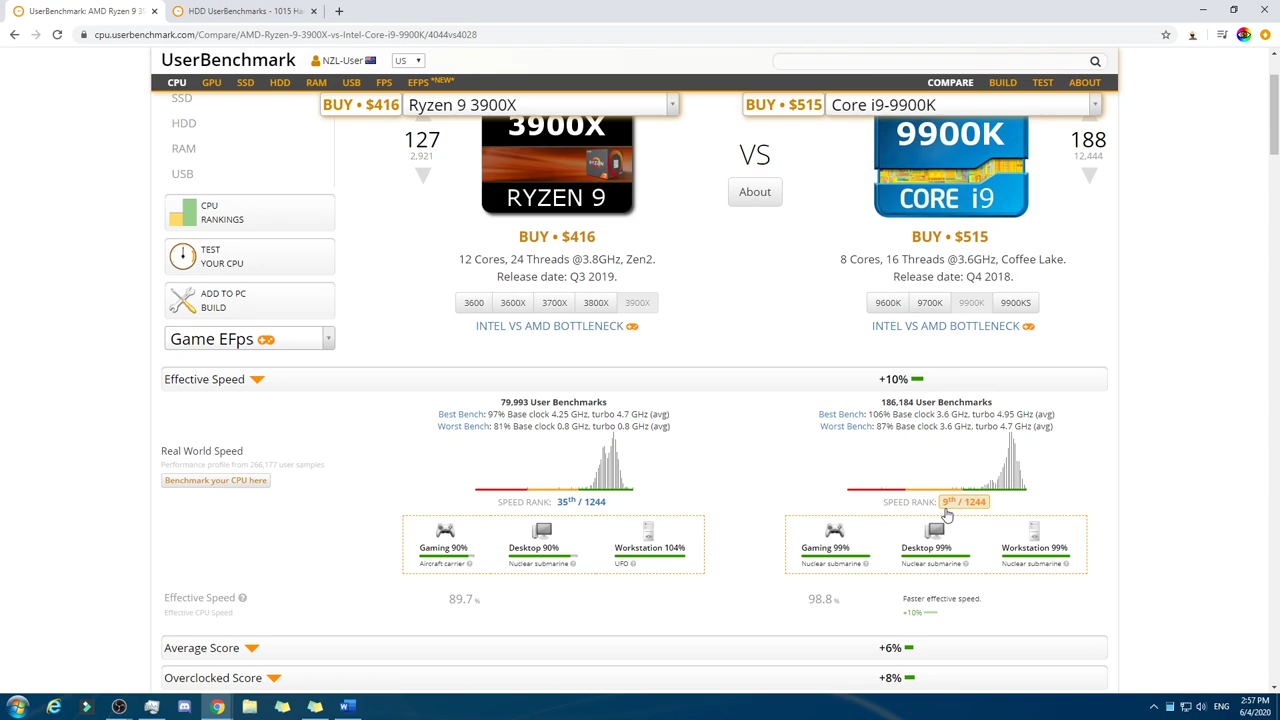 UserBenchmark: AMD Ryzen 9 39
HDD UserBenchmarks - 1015 Ha
cpu.userbenchmark.com/Compare/AMD-Ryzen-9-3900X-vs-Intel-Core-i9-9900K/4044vs4028
UserBenchmark
NZL-User
US
CPU GPU SSD HDD RAM USB FPS EFPS *NEW*
COMPARE BUILD TEST ABOUT
SSD
HDD
RAM
USB
BUY • $416 Ryzen 9 3900X
BUY • $515 Core i9-9900K
127
2,921
3900X
RYZEN 9
VS
About
9900K
CORE i9
188
12,444
CPU
RANKINGS
TEST
YOUR CPU
ADD TO PC
BUILD
Game EFps
BUY • $416
12 Cores, 24 Threads @3.8GHz, Zen2.
Release date: Q3 2019.
3600 3600X 3700X 3800X 3900X
INTEL VS AMD BOTTLENECK
BUY • $515
8 Cores, 16 Threads @3.6GHz, Coffee Lake.
Release date: Q4 2018.
9600K 9700K 9900K 9900KS
INTEL VS AMD BOTTLENECK
Effective Speed +10%
Real World Speed
Performance profile from 266,177 user samples
Benchmark your CPU here
79,993 User Benchmarks
Best Bench: 97% Base clock 4.25 GHz, turbo 4.7 GHz (avg)
Worst Bench: 81% Base clock 0.8 GHz, turbo 0.8 GHz (avg)
SPEED RANK: 35th / 1244
Gaming 90%
Aircraft carrier
Desktop 90%
Nuclear submarine
Workstation 104%
UFO
186,184 User Benchmarks
Best Bench: 106% Base clock 3.6 GHz, turbo 4.95 GHz (avg)
Worst Bench: 87% Base clock 3.6 GHz, turbo 4.7 GHz (avg)
SPEED RANK: 9th / 1244
Gaming 99%
Nuclear submarine
Desktop 99%
Nuclear submarine
Workstation 99%
Nuclear submarine
Effective Speed
Effective CPU Speed
89.7 %
98.8 %
Faster effective speed.
+10%
Average Score +6%
Overclocked Score +8%
ENG
2:57 PM
6/4/2020